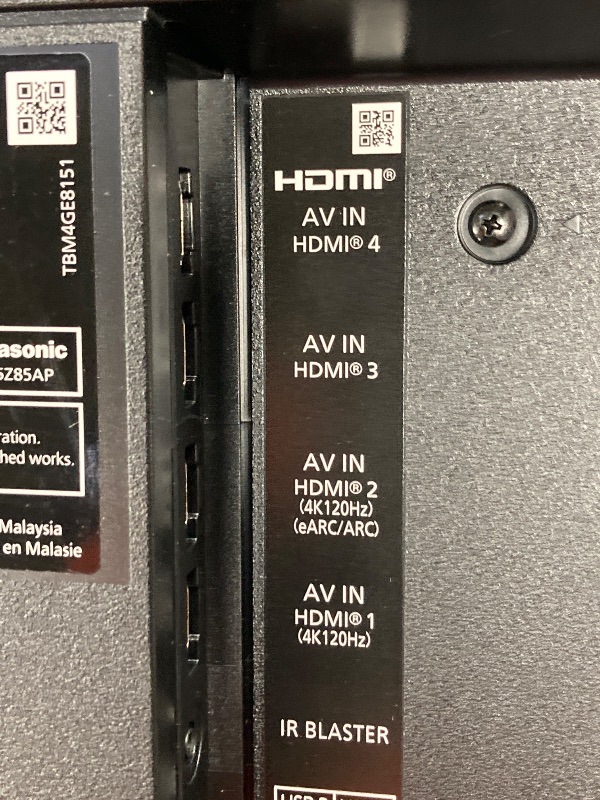 TBM4GE8151
HDMI®
AV IN
HDMI® 4
AV IN
HDMI® 3
AV IN
HDMI® 2
(4K120Hz)
(eARC/ARC)
AV IN
HDMI® 1
(4K120Hz)
IR BLASTER
asonic
5Z85AP
ration.
hed works.
Malaysia
en Malasie